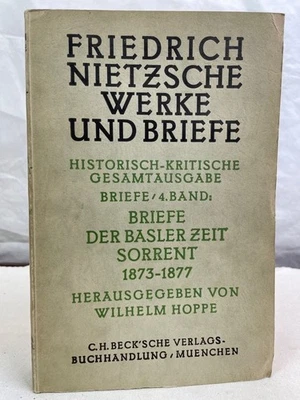 FRIEDRICH
NIETZSCHE
WERKE
UND BRIEFE
HISTORISCH-KRITISCHE
GESAMTAUSGABE
BRIEFE / 4. BAND:
BRIEFE
DER BASLER ZEIT
SORRENT
1873-1877
HERAUSGEGEBEN VON
WILHELM HOPPE
C.H.BECK'SCHE VERLAGS-
BUCHHANDLUNG / MUENCHEN